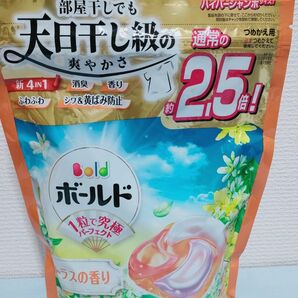 部屋干しでも
天日干し級の
爽やかさ
ハイパージャンボサイズ
つめかえ用
通常の
約2.5倍!
新4in1
消臭
香り
ふわふわ
シワ&黄ばみ防止
Bold
ボールド
1粒で究極
パーフェクト
ラスの香り